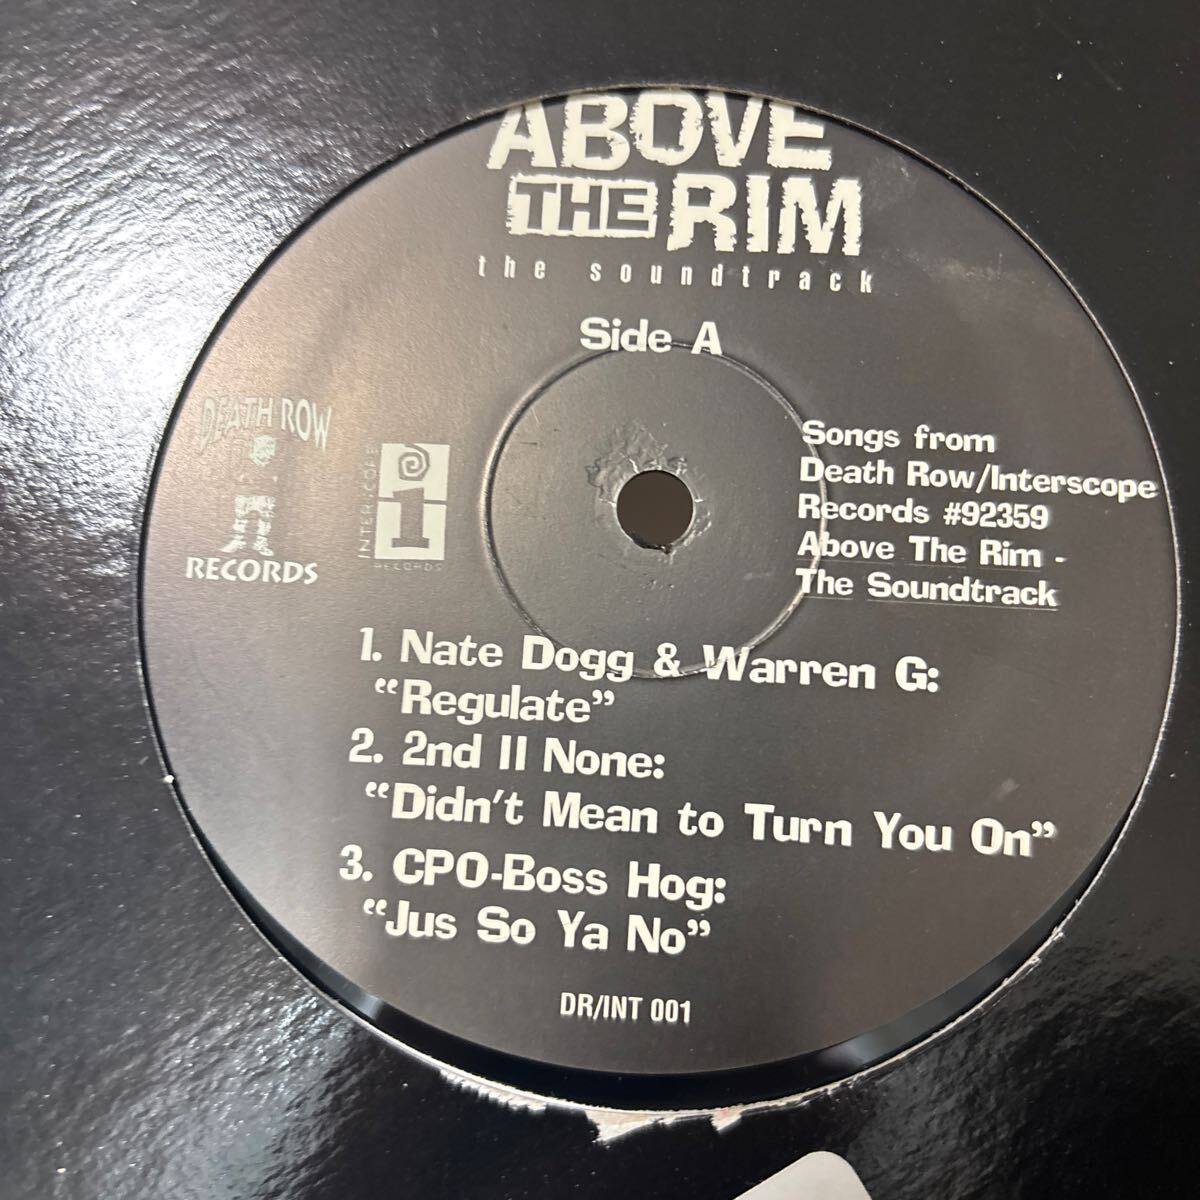 ABOVE
THE RIM
the soundtrack
Side A
DEATH ROW
RECORDS
INTERSCOPE
1
RECORDS
Songs from
Death Row/Interscope
Records #92359
Above The Rim -
The Soundtrack
1. Nate Dogg & Warren G:
“Regulate”
2. 2nd II None:
“Didn't Mean to Turn You On”
3. CPO-Boss Hog:
“Jus So Ya No”
DR/INT 001